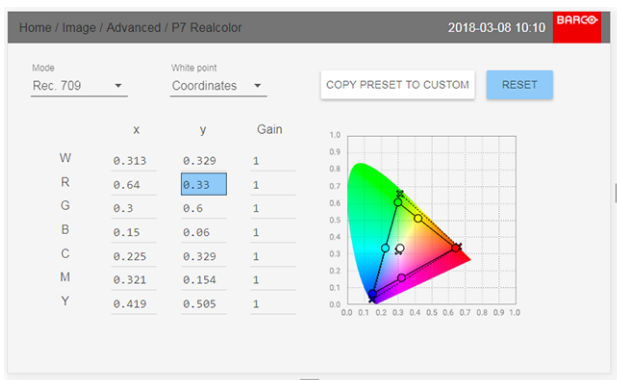 Home / Image / Advanced / P7 Realcolor 2018-03-08 10:10 BARCO
Mode White point
Rec. 709 Coordinates COPY PRESET TO CUSTOM RESET
x y Gain
W 0.313 0.329 1
R 0.64 0.33 1
G 0.3 0.6 1
B 0.15 0.06 1
C 0.225 0.329 1
M 0.321 0.154 1
Y 0.419 0.505 1
1.0
0.9
0.8
0.7
0.6
0.5
0.4
0.3
0.2
0.1
0.0
0.0 0.1 0.2 0.3 0.4 0.5 0.6 0.7 0.8 0.9 1.0